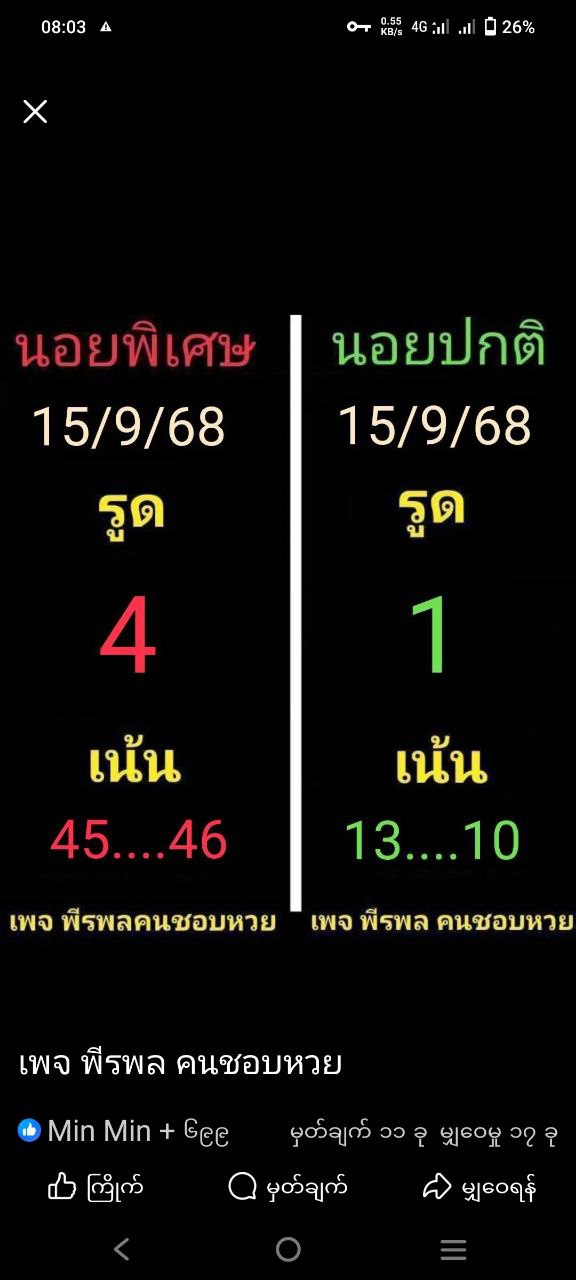 08:03
0.55 KB/s 4G 26%
นอยพิเศษ
15/9/68
รูด
4
เน้น
45....46
เพจ พีรพลคนชอบหวย
นอยปกติ
15/9/68
รูด
1
เน้น
13....10
เพจ พีรพล คนชอบหวย
เพจ พีรพล คนชอบหวย
Min Min + ၆၉၉ မှတ်ချက် ၁၁ ခု မျှဝေမှု ၁၇ ခု
ကြိုက် မှတ်ချက် မျှဝေရန်